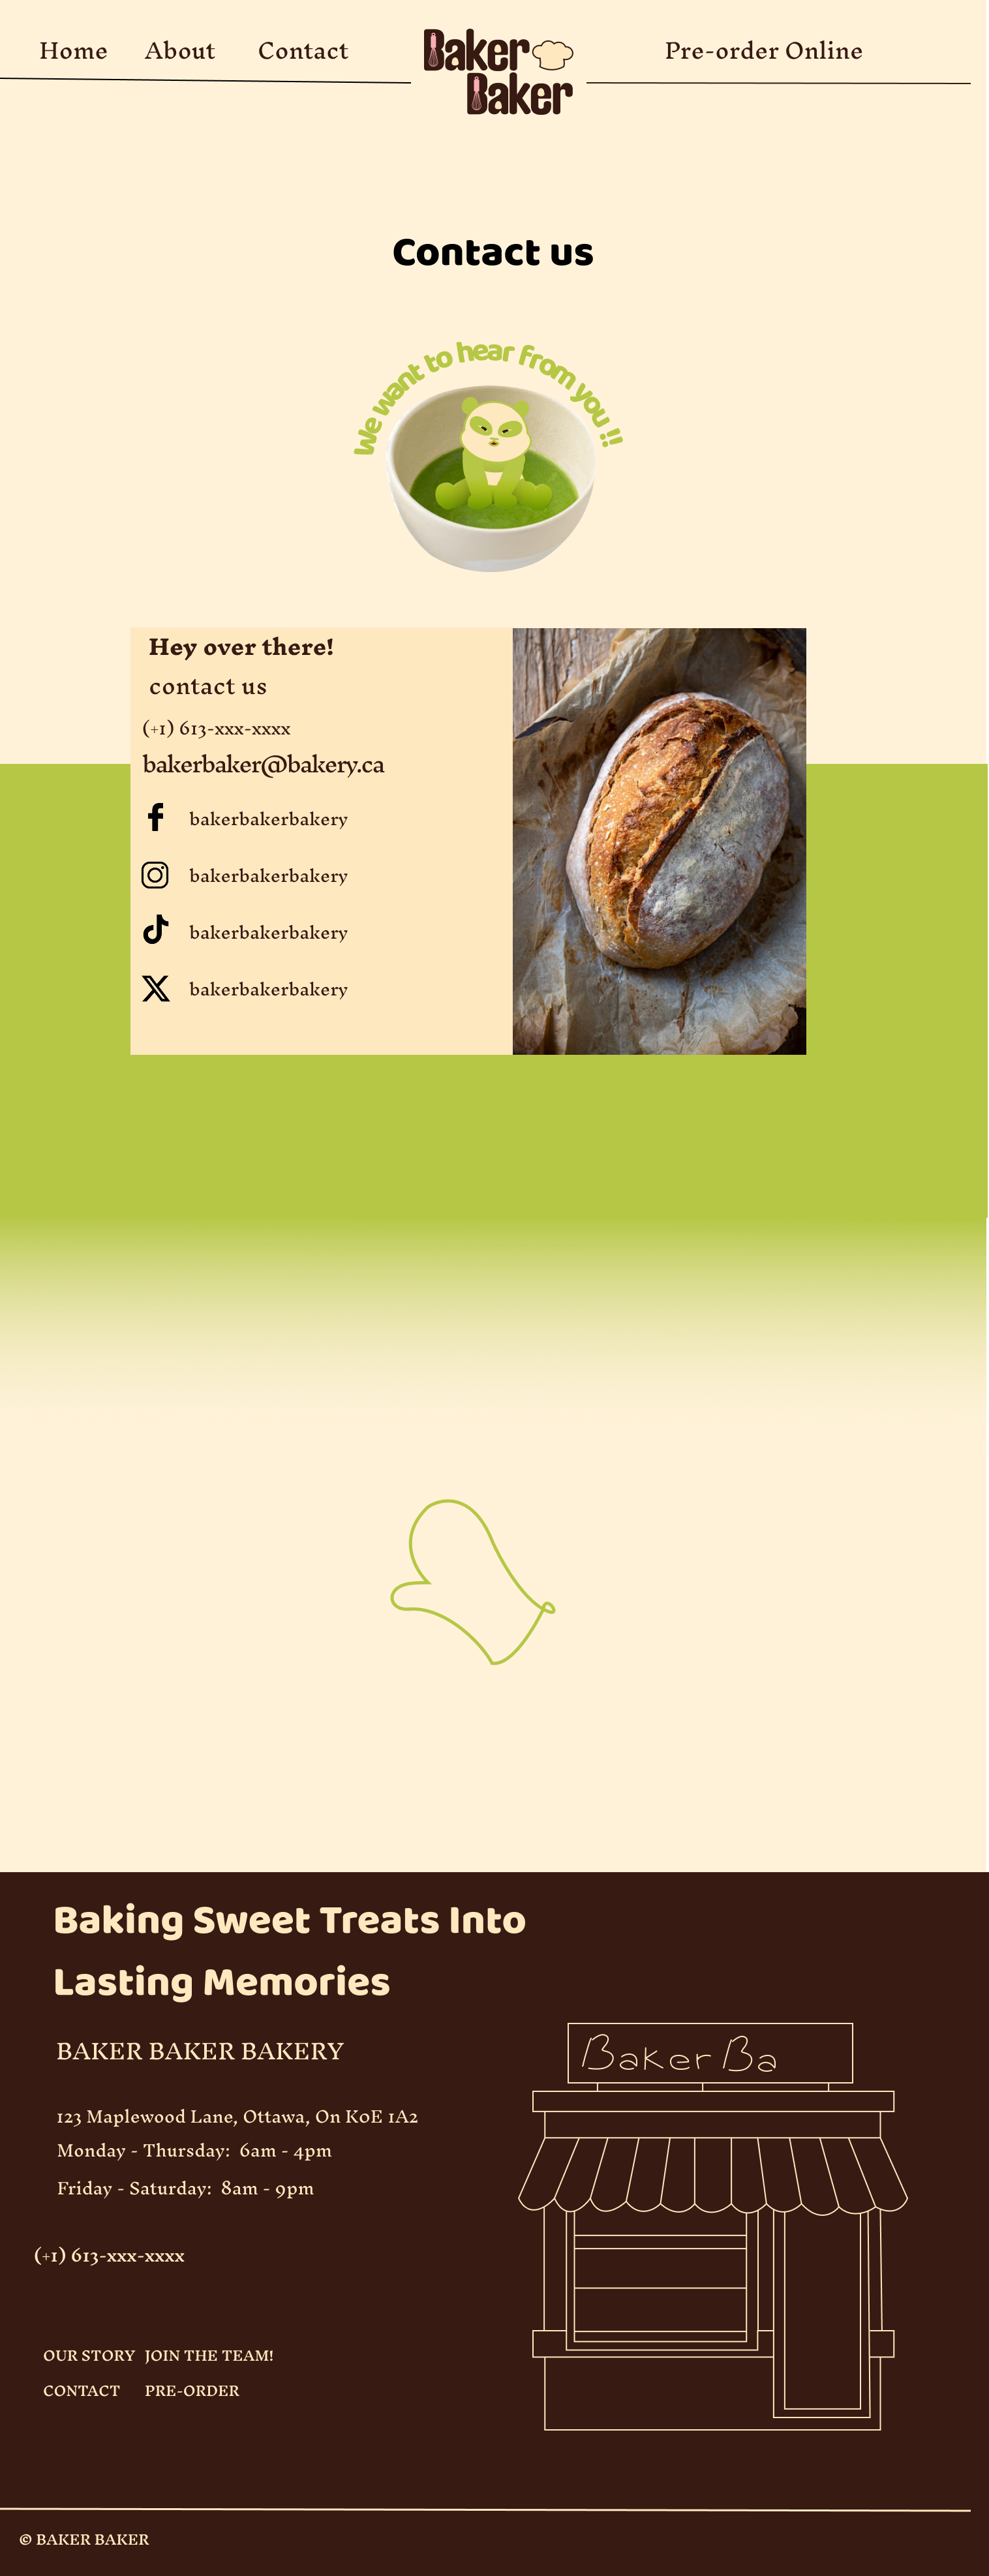 Home About Contact
Baker
Baker
Pre-order Online
Contact us
We want to hear from you !!
Hey over there!
contact us
(+1) 613-xxx-xxxx
bakerbaker@bakery.ca
bakerbakerbakery
bakerbakerbakery
bakerbakerbakery
bakerbakerbakery
Baking Sweet Treats Into
Lasting Memories
BAKER BAKER BAKERY
123 Maplewood Lane, Ottawa, On K0E 1A2
Monday - Thursday: 6am - 4pm
Friday - Saturday: 8am - 9pm
(+1) 613-xxx-xxxx
OUR STORY JOIN THE TEAM!
CONTACT PRE-ORDER
Baker Ba
© BAKER BAKER